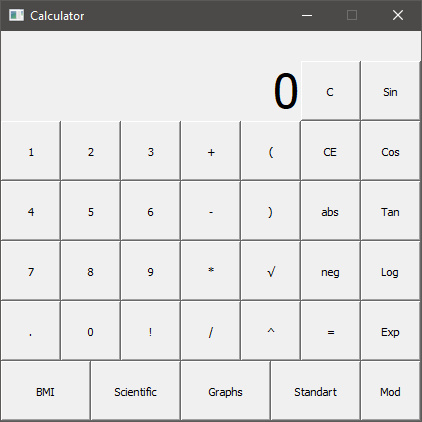 Calculator
0 C Sin
1 2 3 + ( CE Cos
4 5 6 - ) abs Tan
7 8 9 * √ neg Log
. 0 ! / ^ = Exp
BMI Scientific Graphs Standart Mod